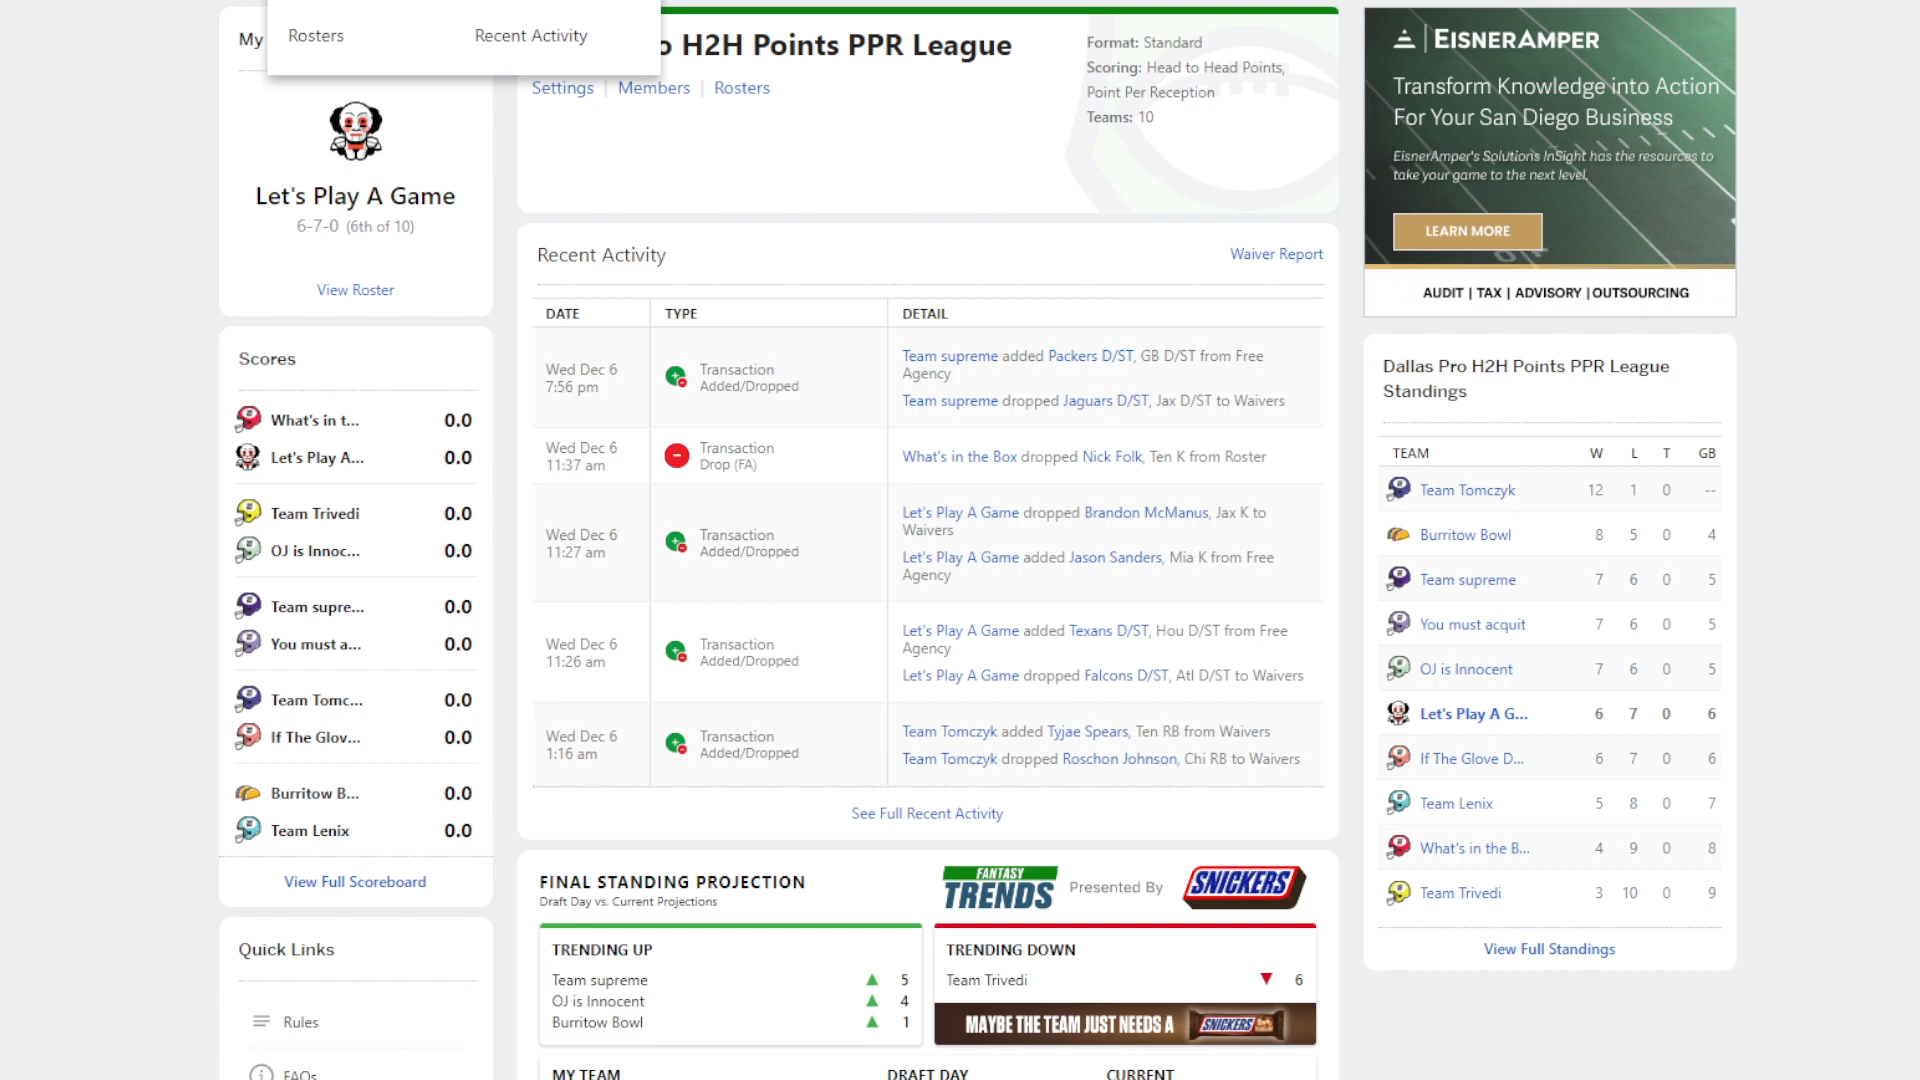 My
Rosters
Recent Activity
o H2H Points PPR League
Settings | Members | Rosters
Format: Standard
Scoring: Head to Head Points,
Point Per Reception
Teams: 10
Let's Play A Game
6-7-0 (6th of 10)
View Roster
Scores
What's in t... 0.0
Let's Play A... 0.0
Team Trivedi 0.0
OJ is Innoc... 0.0
Team supre... 0.0
You must a... 0.0
Team Tomc... 0.0
If The Glov... 0.0
Burritow B... 0.0
Team Lenix 0.0
View Full Scoreboard
Quick Links
Rules
FAQs
Recent Activity
Waiver Report
DATE TYPE DETAIL
Wed Dec 6
7:56 pm
Transaction
Added/Dropped
Team supreme added Packers D/ST, GB D/ST from Free
Agency
Team supreme dropped Jaguars D/ST, Jax D/ST to Waivers
Wed Dec 6
11:37 am
Transaction
Drop (FA)
What's in the Box dropped Nick Folk, Ten K from Roster
Wed Dec 6
11:27 am
Transaction
Added/Dropped
Let's Play A Game dropped Brandon McManus, Jax K to
Waivers
Let's Play A Game added Jason Sanders, Mia K from Free
Agency
Wed Dec 6
11:26 am
Transaction
Added/Dropped
Let's Play A Game added Texans D/ST, Hou D/ST from Free
Agency
Let's Play A Game dropped Falcons D/ST, Atl D/ST to Waivers
Wed Dec 6
1:16 am
Transaction
Added/Dropped
Team Tomczyk added Tyjae Spears, Ten RB from Waivers
Team Tomczyk dropped Roschon Johnson, Chi RB to Waivers
See Full Recent Activity
FINAL STANDING PROJECTION
Draft Day vs. Current Projections
FANTASY
TRENDS
Presented By
SNICKERS
TRENDING UP
Team supreme 5
OJ is Innocent 4
Burritow Bowl 1
TRENDING DOWN
Team Trivedi 6
MAYBE THE TEAM JUST NEEDS A SNICKERS
MY TEAM DRAFT DAY CURRENT
EISNERAMPER
Transform Knowledge into Action
For Your San Diego Business
EisnerAmper's Solutions InSight has the resources to
take your game to the next level.
LEARN MORE
AUDIT | TAX | ADVISORY | OUTSOURCING
Dallas Pro H2H Points PPR League
Standings
TEAM W L T GB
Team Tomczyk 12 1 0 --
Burritow Bowl 8 5 0 4
Team supreme 7 6 0 5
You must acquit 7 6 0 5
OJ is Innocent 7 6 0 5
Let's Play A G... 6 7 0 6
If The Glove D... 6 7 0 6
Team Lenix 5 8 0 7
What's in the B... 4 9 0 8
Team Trivedi 3 10 0 9
View Full Standings